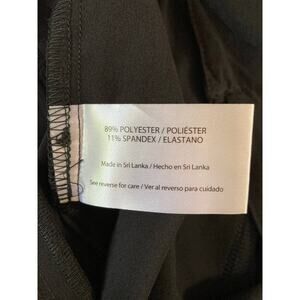 89% POLYESTER / POLIÉSTER
11% SPANDEX / ELASTANO
Made in Sri Lanka / Hecho en Sri Lanka
See reverse for care / Ver al reverso para cuidado